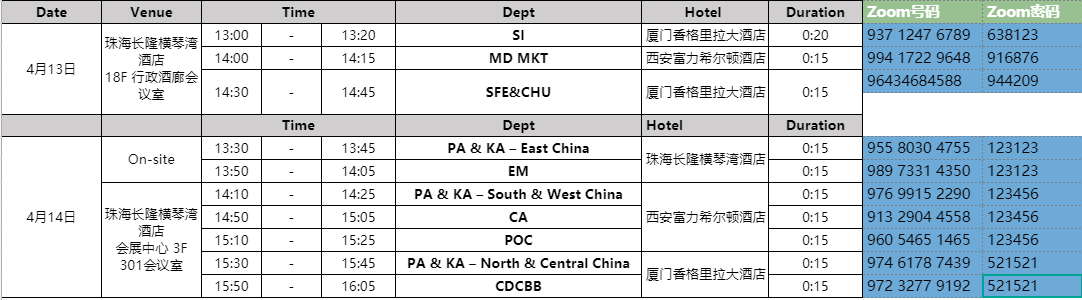 Date Venue Time Dept Hotel Duration Zoom号码 Zoom密码
4月13日 珠海长隆横琴湾酒店 18F 行政酒廊会议室 13:00 - 13:20 SI 厦门香格里拉大酒店 0:20 937 1247 6789 638123
14:00 - 14:15 MD MKT 西安富力希尔顿酒店 0:15 994 1722 9648 916876
14:30 - 14:45 SFE&CHU 厦门香格里拉大酒店 0:15 96434684588 944209
Time Dept Hotel Duration
4月14日 On-site 13:30 - 13:45 PA & KA – East China 珠海长隆横琴湾酒店 0:15 955 8030 4755 123123
13:50 - 14:05 EM 0:15 989 7331 4350 123123
珠海长隆横琴湾酒店 会展中心 3F 301会议室 14:10 - 14:25 PA & KA – South & West China 西安富力希尔顿酒店 0:15 976 9915 2290 123456
14:50 - 15:05 CA 0:15 913 2904 4558 123456
15:10 - 15:25 POC 0:15 960 5465 1465 123456
15:30 - 15:45 PA & KA – North & Central China 厦门香格里拉大酒店 0:15 974 6178 7439 521521
15:50 - 16:05 CDCBB 0:15 972 3277 9192 521521